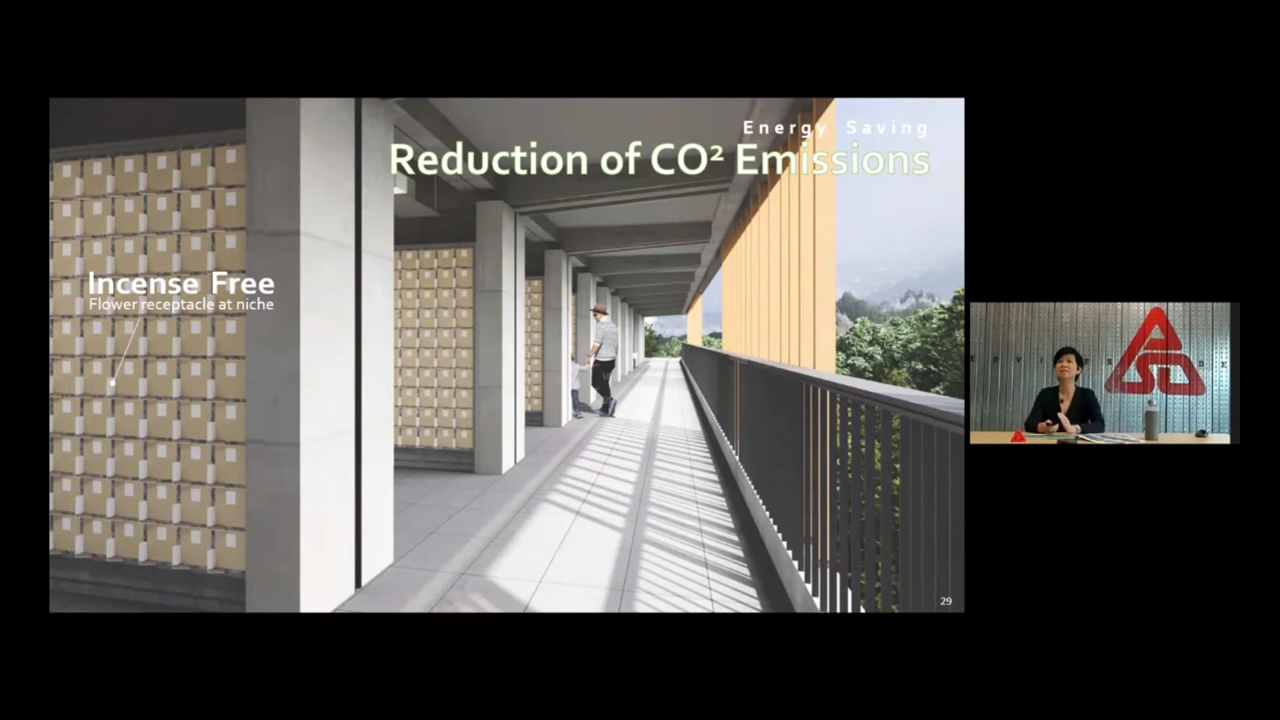 Energy Saving
Reduction of CO² Emissions
Incense Free
Flower receptacle at niche
29